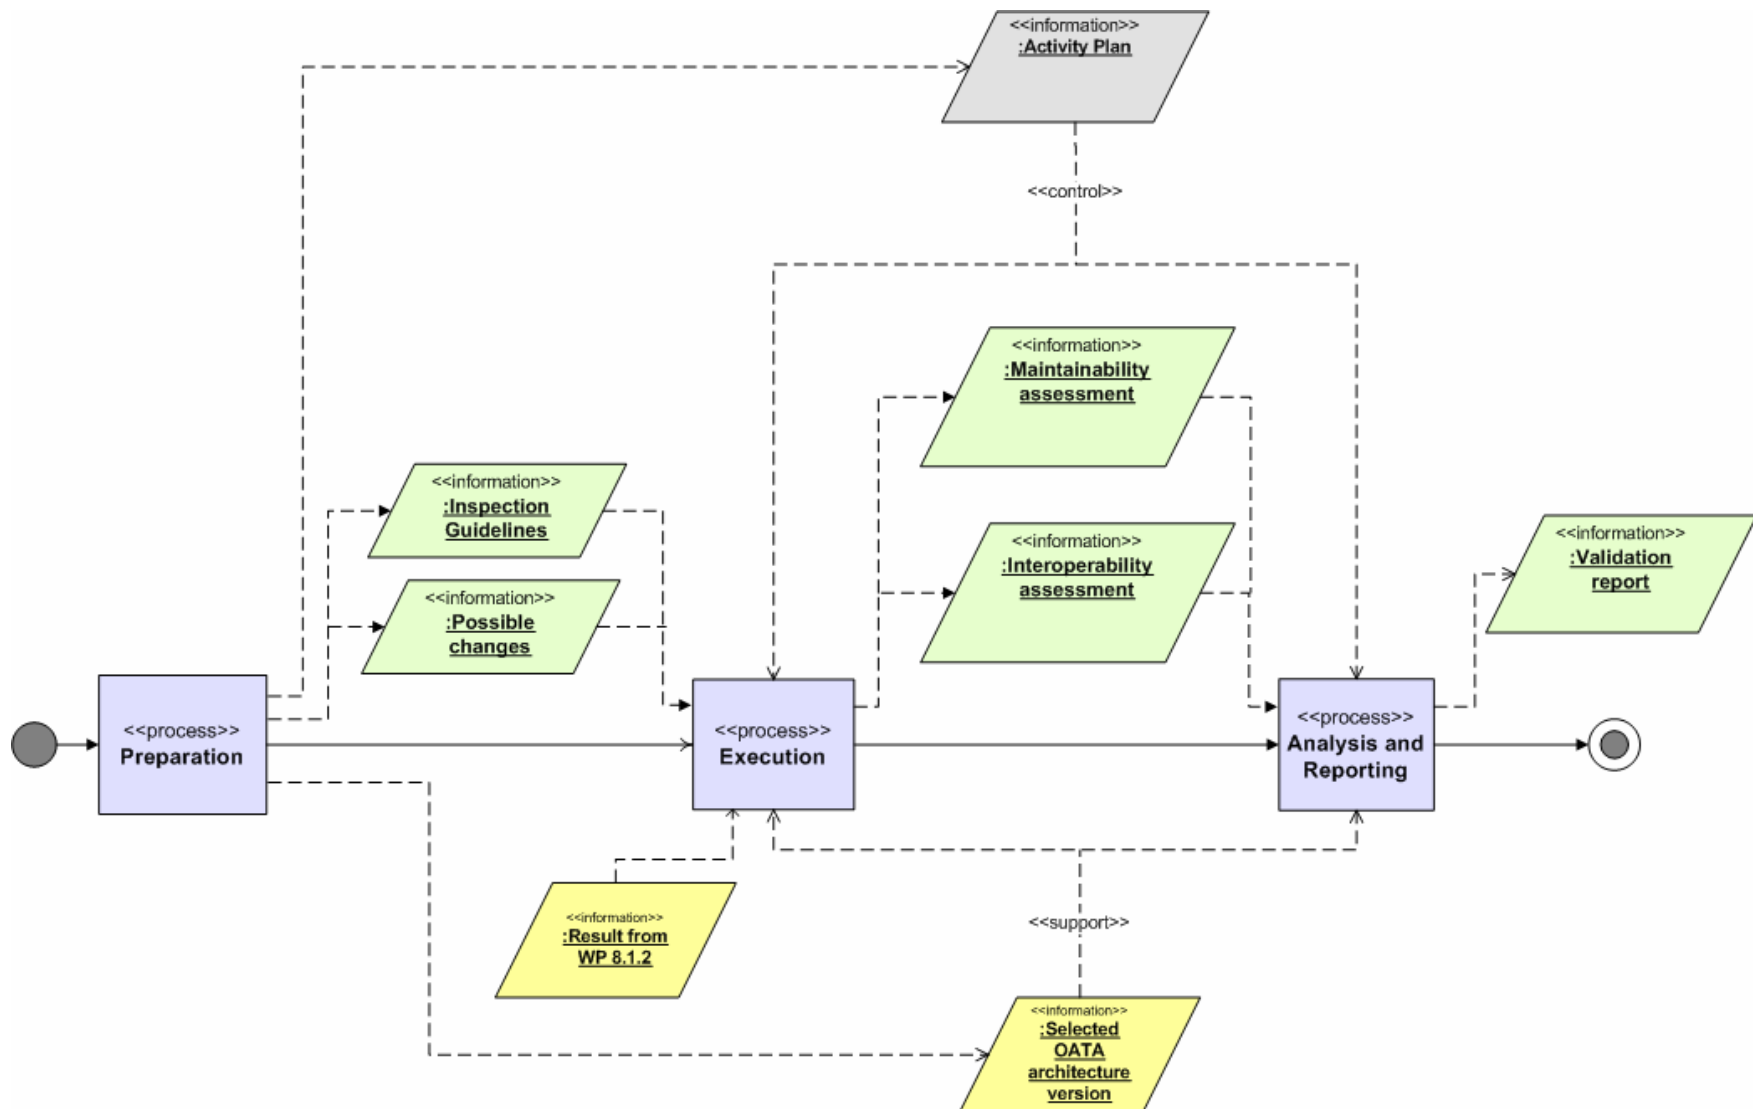 <<information>>
:Activity Plan
<<control>>
<<information>>
:Maintainability
assessment
<<information>>
:Inspection
Guidelines
<<information>>
:Interoperability
assessment
<<information>>
:Validation
report
<<information>>
:Possible
changes
<<process>>
Preparation
<<process>>
Execution
<<process>>
Analysis and
Reporting
<<information>>
:Result from
WP 8.1.2
<<support>>
<<information>>
:Selected
OATA
architecture
version